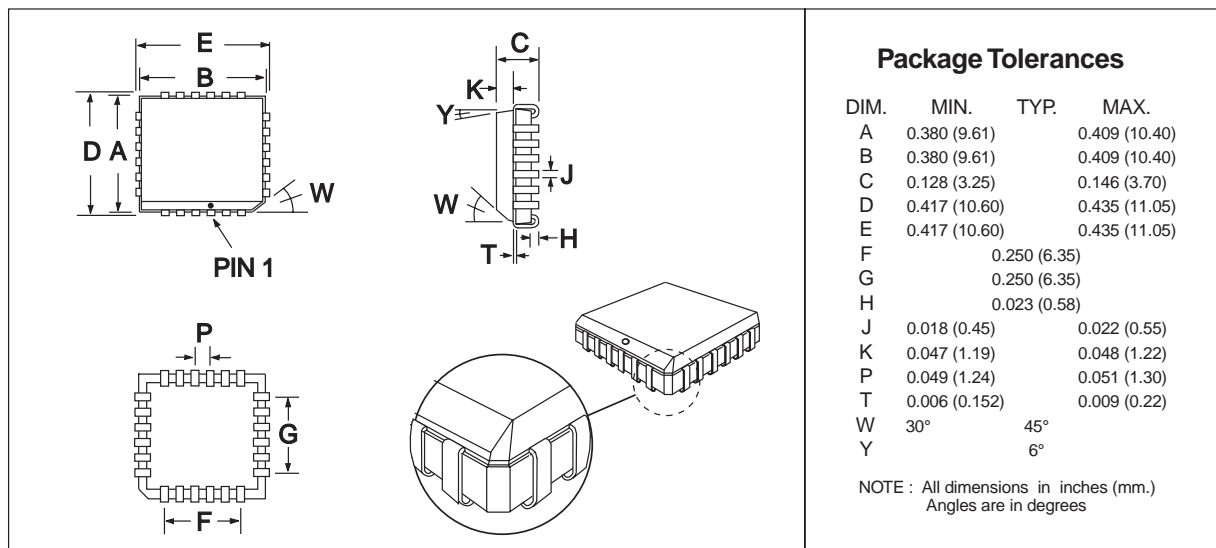 E
B
D A
W
PIN 1
C
K
Y
J
W
H
T
P
G
F
Package Tolerances
DIM. MIN. TYP. MAX.
A 0.380 (9.61) 0.409 (10.40)
B 0.380 (9.61) 0.409 (10.40)
C 0.128 (3.25) 0.146 (3.70)
D 0.417 (10.60) 0.435 (11.05)
E 0.417 (10.60) 0.435 (11.05)
F 0.250 (6.35)
G 0.250 (6.35)
H 0.023 (0.58)
J 0.018 (0.45) 0.022 (0.55)
K 0.047 (1.19) 0.048 (1.22)
P 0.049 (1.24) 0.051 (1.30)
T 0.006 (0.152) 0.009 (0.22)
W 30° 45°
Y 6°
NOTE : All dimensions in inches (mm.)
Angles are in degrees